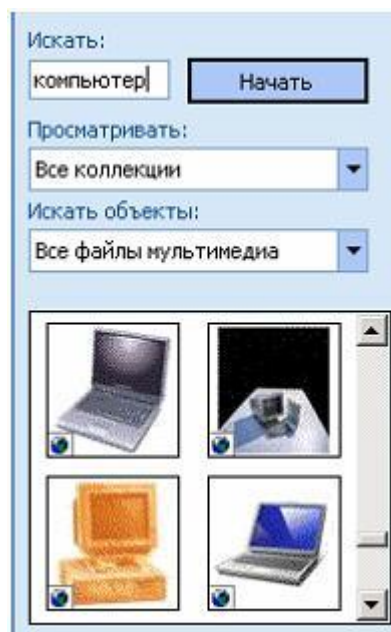 Искать:
компьютер Начать
Просматривать:
Все коллекции
Искать объекты:
Все файлы мультимедиа